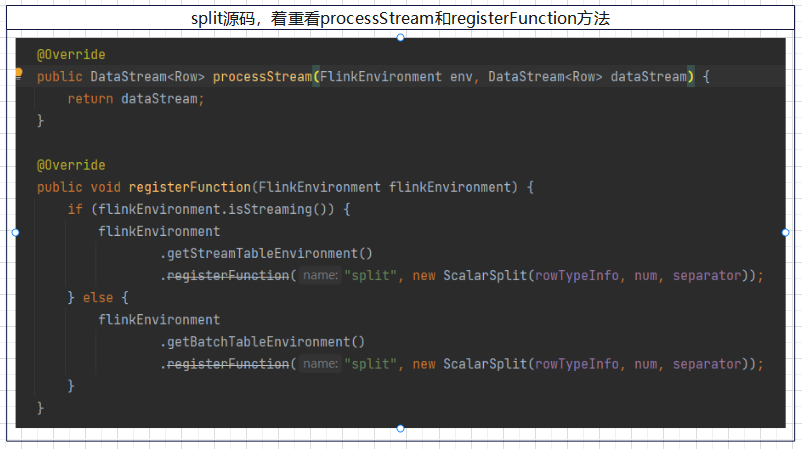 split源码，着重看processStream和registerFunction方法
@Override
public DataStream<Row> processStream(FlinkEnvironment env, DataStream<Row> dataStream) {
    return dataStream;
}
@Override
public void registerFunction(FlinkEnvironment flinkEnvironment) {
    if (flinkEnvironment.isStreaming()) {
        flinkEnvironment
                .getStreamTableEnvironment()
                .registerFunction( name: "split", new ScalarSplit(rowTypeInfo, num, separator));
    } else {
        flinkEnvironment
                .getBatchTableEnvironment()
                .registerFunction( name: "split", new ScalarSplit(rowTypeInfo, num, separator));
    }
}